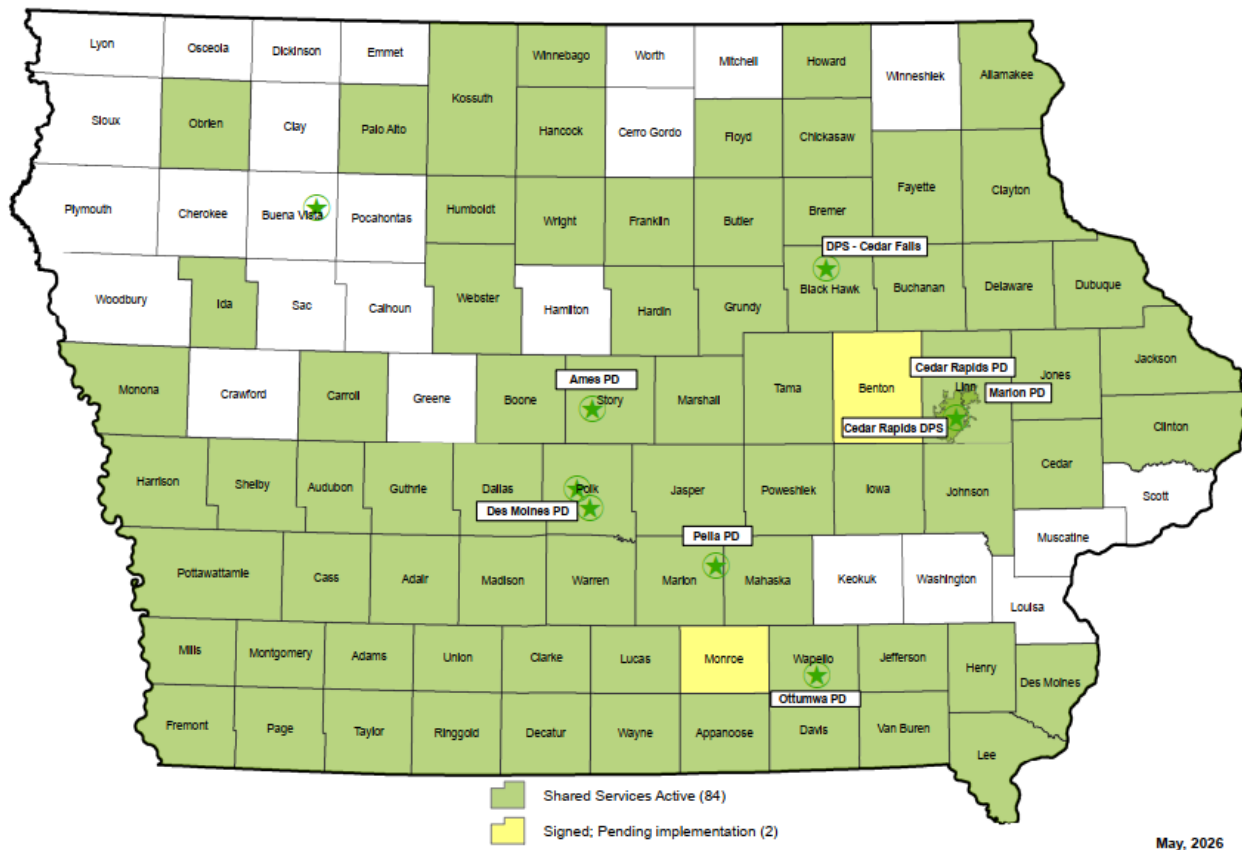 Lyon
Osceola
Dickinson
Emmet
Kossuth
Winnebago
Worth
Mitchell
Howard
Winneshiek
Allamakee
Sioux
Obrien
Clay
Palo Alto
Hancock
Cerro Gordo
Floyd
Chickasaw
Fayette
Clayton
Plymouth
Cherokee
Buena Vista
Pocahontas
Humboldt
Wright
Franklin
Butler
Bremer
DPS - Cedar Falls
Woodbury
Ida
Sac
Calhoun
Webster
Hamilton
Hardin
Grundy
Black Hawk
Buchanan
Delaware
Dubuque
Monona
Crawford
Carroll
Greene
Boone
Ames PD
Story
Marshall
Tama
Benton
Cedar Rapids PD
Linn
Marion PD
Cedar Rapids DPS
Jones
Jackson
Clinton
Harrison
Shelby
Audubon
Guthrie
Dallas
Polk
Des Moines PD
Jasper
Poweshiek
Iowa
Johnson
Cedar
Scott
Muscatine
Pottawattamie
Cass
Adair
Madison
Warren
Pella PD
Marion
Mahaska
Keokuk
Washington
Louisa
Mills
Montgomery
Adams
Union
Clarke
Lucas
Monroe
Wapello
Ottumwa PD
Jefferson
Henry
Des Moines
Fremont
Page
Taylor
Ringgold
Decatur
Wayne
Appanoose
Davis
Van Buren
Lee
Shared Services Active (84)
Signed; Pending implementation (2)
May, 2026